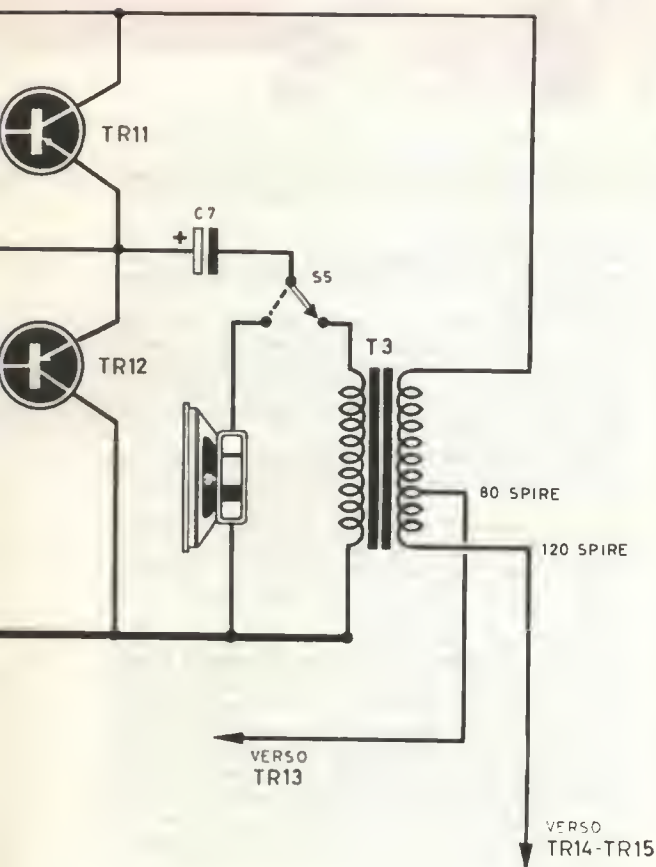 TR11
C7
+
S5
T3
TR12
80 SPIRE
120 SPIRE
VERSO
TR13
VERSO
TR14-TR15